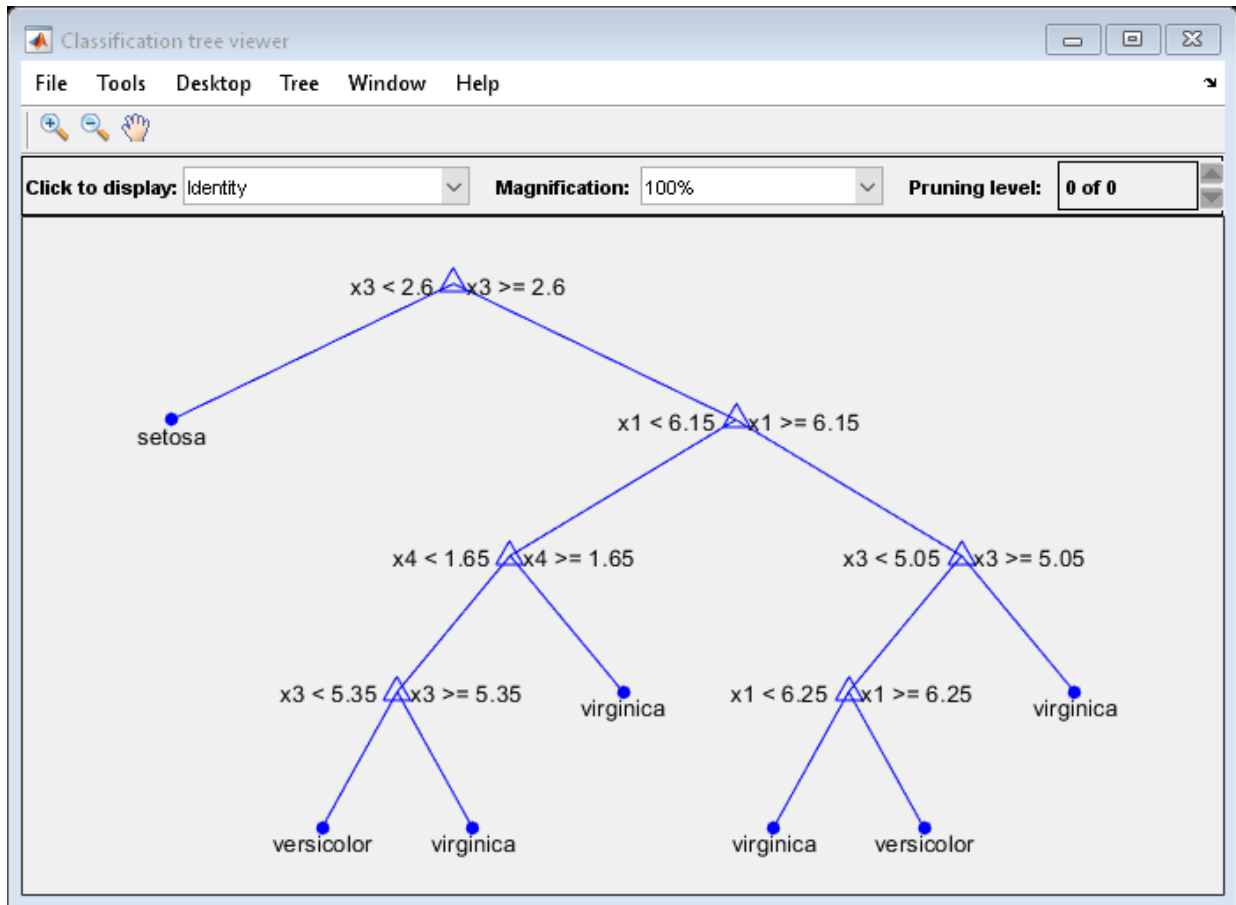 Classification tree viewer
File Tools Desktop Tree Window Help
Click to display: Identity Magnification: 100% Pruning level: 0 of 0
x3 < 2.6 x3 >= 2.6
setosa
x1 < 6.15 x1 >= 6.15
x4 < 1.65 x4 >= 1.65 x3 < 5.05 x3 >= 5.05
x3 < 5.35 x3 >= 5.35 virginica x1 < 6.25 x1 >= 6.25 virginica
versicolor virginica virginica versicolor